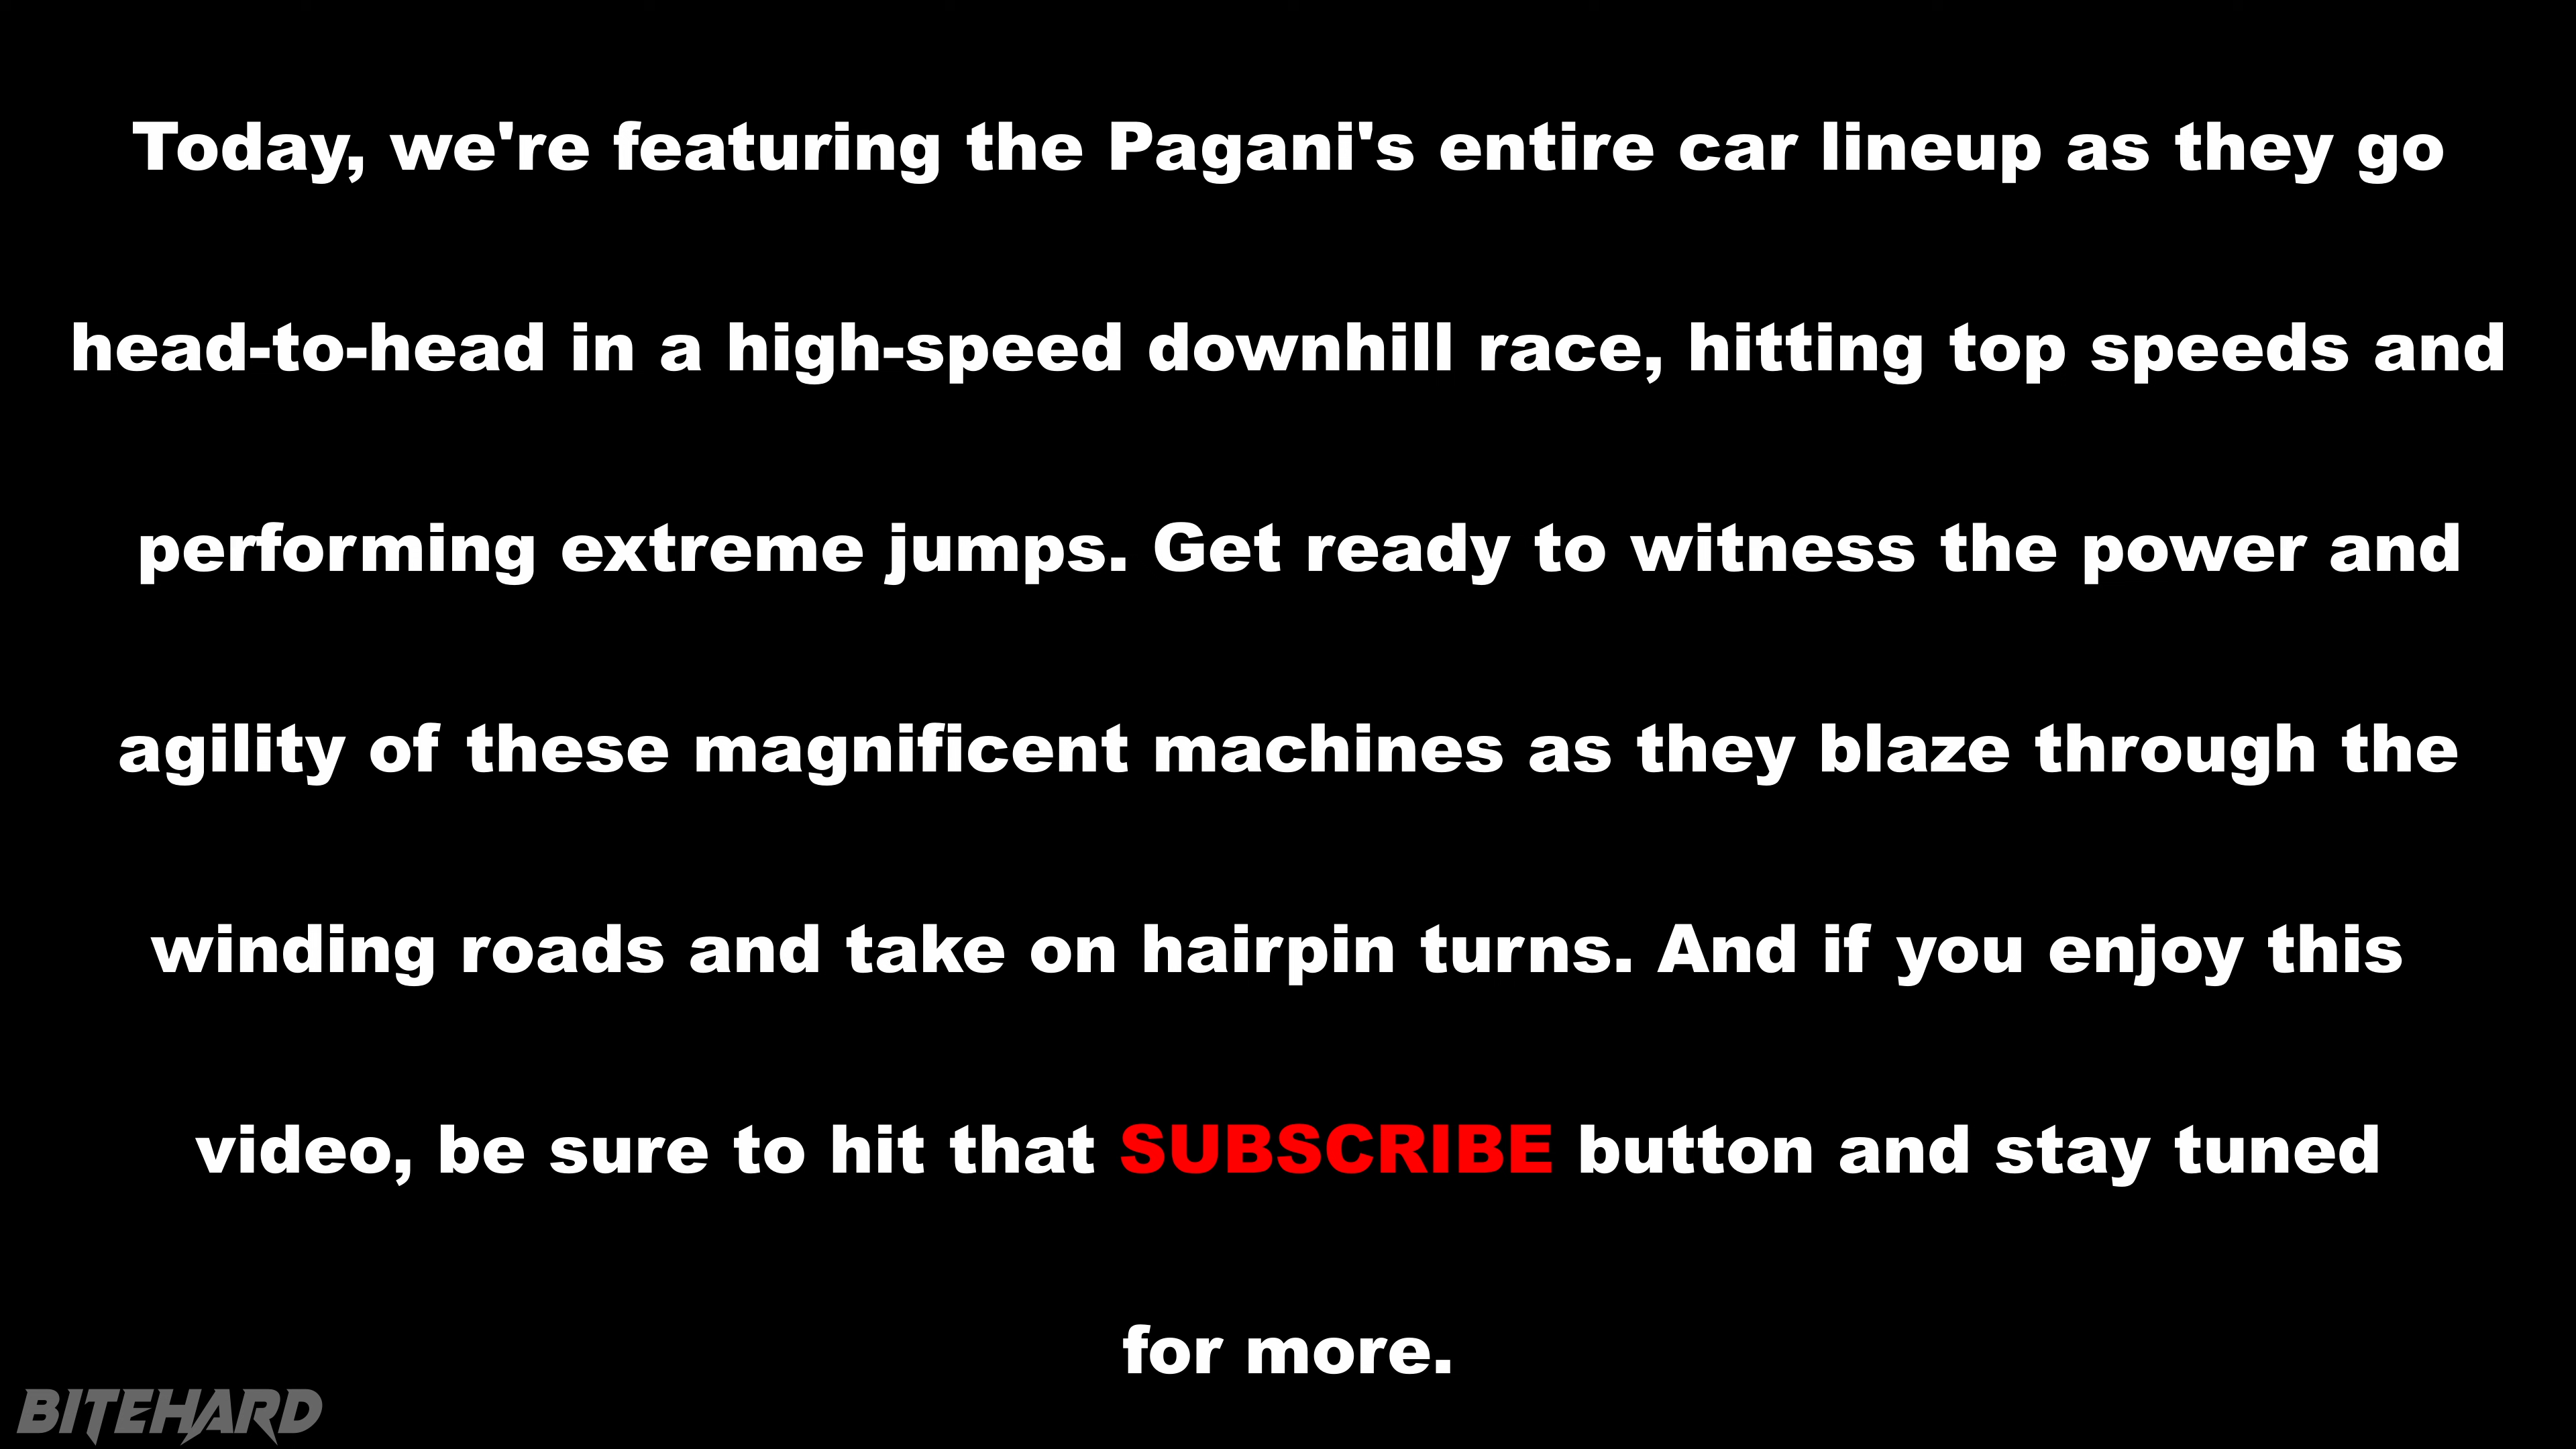 Today, we're featuring the Pagani's entire car lineup as they go
head-to-head in a high-speed downhill race, hitting top speeds and
performing extreme jumps. Get ready to witness the power and
agility of these magnificent machines as they blaze through the
winding roads and take on hairpin turns. And if you enjoy this
video, be sure to hit that SUBSCRIBE button and stay tuned
for more.
BITEHARD